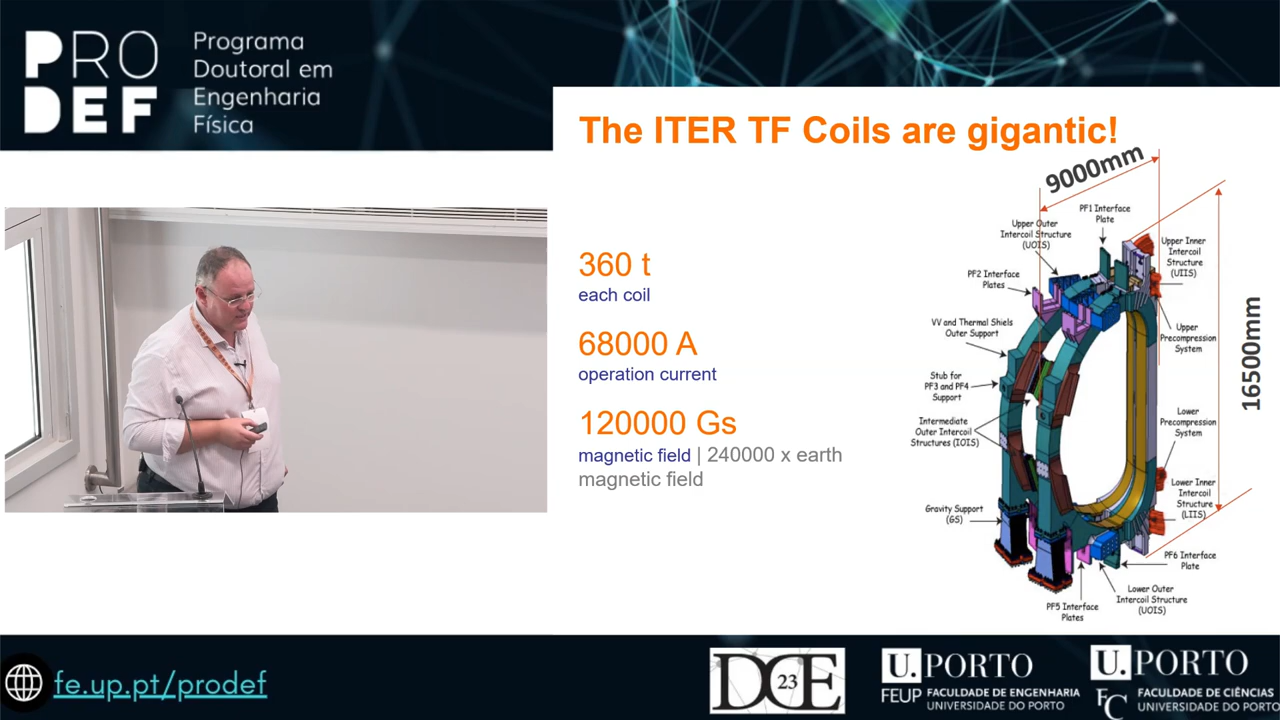 PRO
DEF
Programa
Doutoral em
Engenharia
Física
The ITER TF Coils are gigantic!
360 t
each coil
68000 A
operation current
120000 Gs
magnetic field | 240000 x earth
magnetic field
9000mm
16500mm
PF1 Interface
Plate
Upper Outer
Intercoil Structure
(UOIS)
Upper Inner
Intercoil
Structure
(UIIS)
PF2 Interface
Plates
VV and Thermal Shields
Outer Support
Upper
Precompression
System
Stub for
PF3 and PF4
Support
Intermediate
Outer Intercoil
Structures (IOIS)
Lower
Precompression
System
Lower Inner
Intercoil
Structure
(LIIS)
Gravity Support
(GS)
PF6 Interface
Plate
Lower Outer
Intercoil Structure
(UOIS)
PF5 Interface
Plates
fe.up.pt/prodef
DCE
23
U.PORTO
FEUP FACULDADE DE ENGENHARIA
UNIVERSIDADE DO PORTO
U.PORTO
FC FACULDADE DE CIÊNCIAS
UNIVERSIDADE DO PORTO